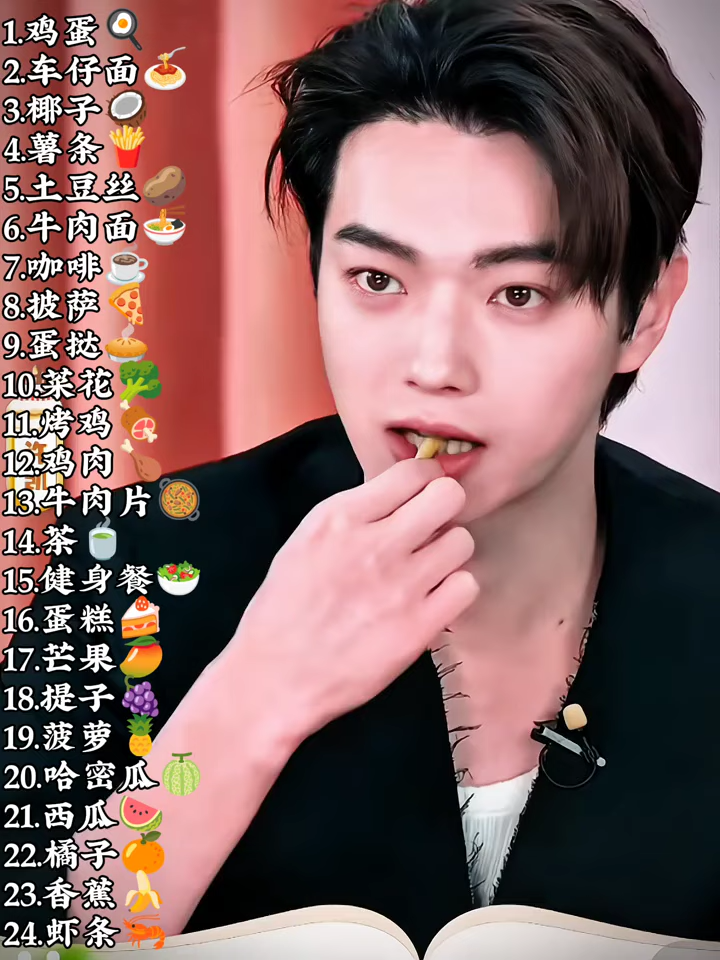 1.鸡蛋🍳
2.车仔面🍝
3.椰子🥥
4.薯条🍟
5.土豆丝🥔
6.牛肉面🍜
7.咖啡☕
8.披萨🍕
9.蛋挞🥧
10.菜花🥦
11.烤鸡🍖
12.鸡肉🍗
13.牛肉片🥘
14.茶🍵
15.健身餐🥗
16.蛋糕🍰
17.芒果🥭
18.提子🍇
19.菠萝🍍
20.哈密瓜🍈
21.西瓜🍉
22.橘子🍊
23.香蕉🍌
24.虾条🦐